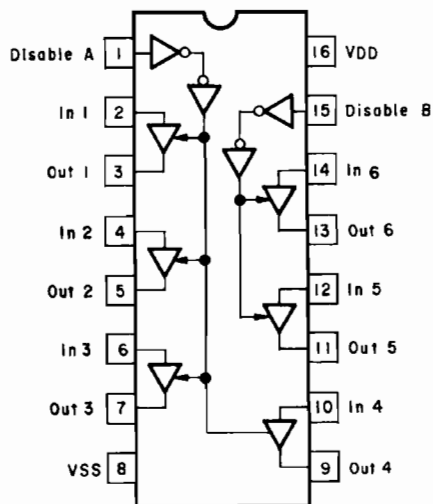 Disable A 1
16 VDD
In 1 2
15 Disable B
Out 1 3
14 In 6
In 2 4
13 Out 6
Out 2 5
12 In 5
In 3 6
11 Out 5
Out 3 7
10 In 4
VSS 8
9 Out 4